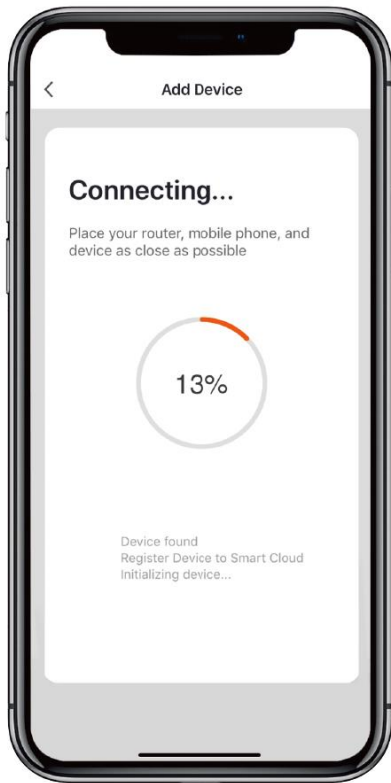 Add Device
Connecting...
Place your router, mobile phone, and
device as close as possible
13%
Device found
Register Device to Smart Cloud
Initializing device...